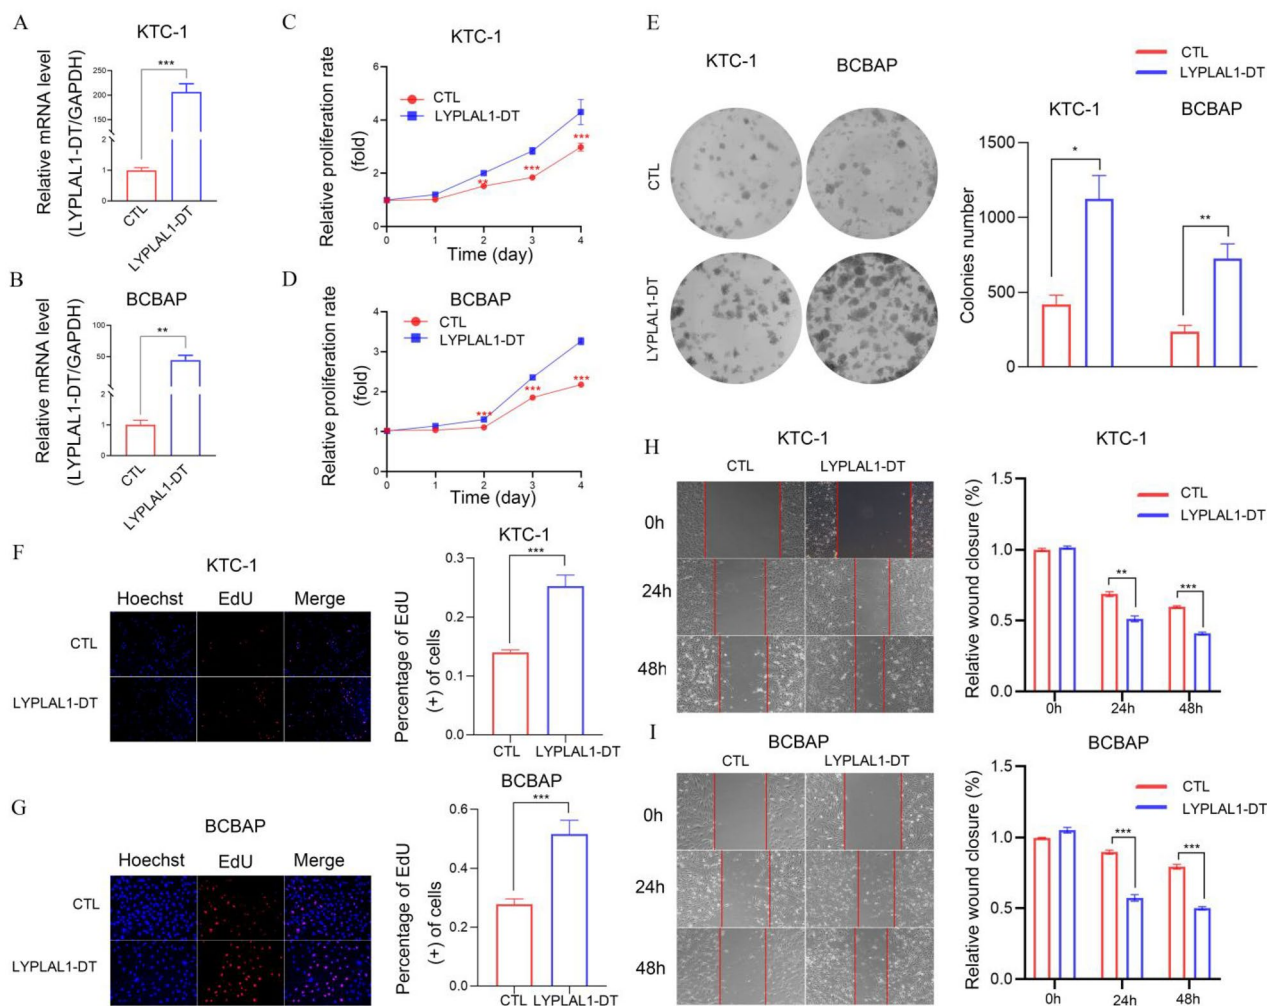 A
KTC-1
Relative mRNA level
(LYPLAL1-DT/GAPDH)
250
200
150
100
2
1
0
***
CTL
LYPLAL1-DT
B
BCBAP
Relative mRNA level
(LYPLAL1-DT/GAPDH)
100
50
2
1
0
**
CTL
LYPLAL1-DT
C
KTC-1
Relative proliferation rate
(fold)
6
4
2
0
CTL
LYPLAL1-DT
**
***
***
0 1 2 3 4
Time (day)
D
BCBAP
Relative proliferation rate
(fold)
4
3
2
1
0
CTL
LYPLAL1-DT
***
***
***
0 1 2 3 4
Time (day)
E
KTC-1
BCBAP
CTL
LYPLAL1-DT
CTL
LYPLAL1-DT
KTC-1
BCBAP
Colonies number
1500
1000
500
0
*
**
F
KTC-1
Hoechst EdU Merge
CTL
LYPLAL1-DT
KTC-1
Percentage of EdU
(+) of cells
0.3
0.2
0.1
0.0
***
CTL LYPLAL1-DT
G
BCBAP
Hoechst EdU Merge
CTL
LYPLAL1-DT
BCBAP
Percentage of EdU
(+) of cells
0.6
0.4
0.2
0.0
***
CTL LYPLAL1-DT
H
KTC-1
CTL LYPLAL1-DT
0h
24h
48h
KTC-1
Relative wound closure (%)
1.5
1.0
0.5
0.0
CTL
LYPLAL1-DT
**
***
0h 24h 48h
I
BCBAP
CTL LYPLAL1-DT
0h
24h
48h
BCBAP
Relative wound closure (%)
1.5
1.0
0.5
0.0
CTL
LYPLAL1-DT
***
***
0h 24h 48h